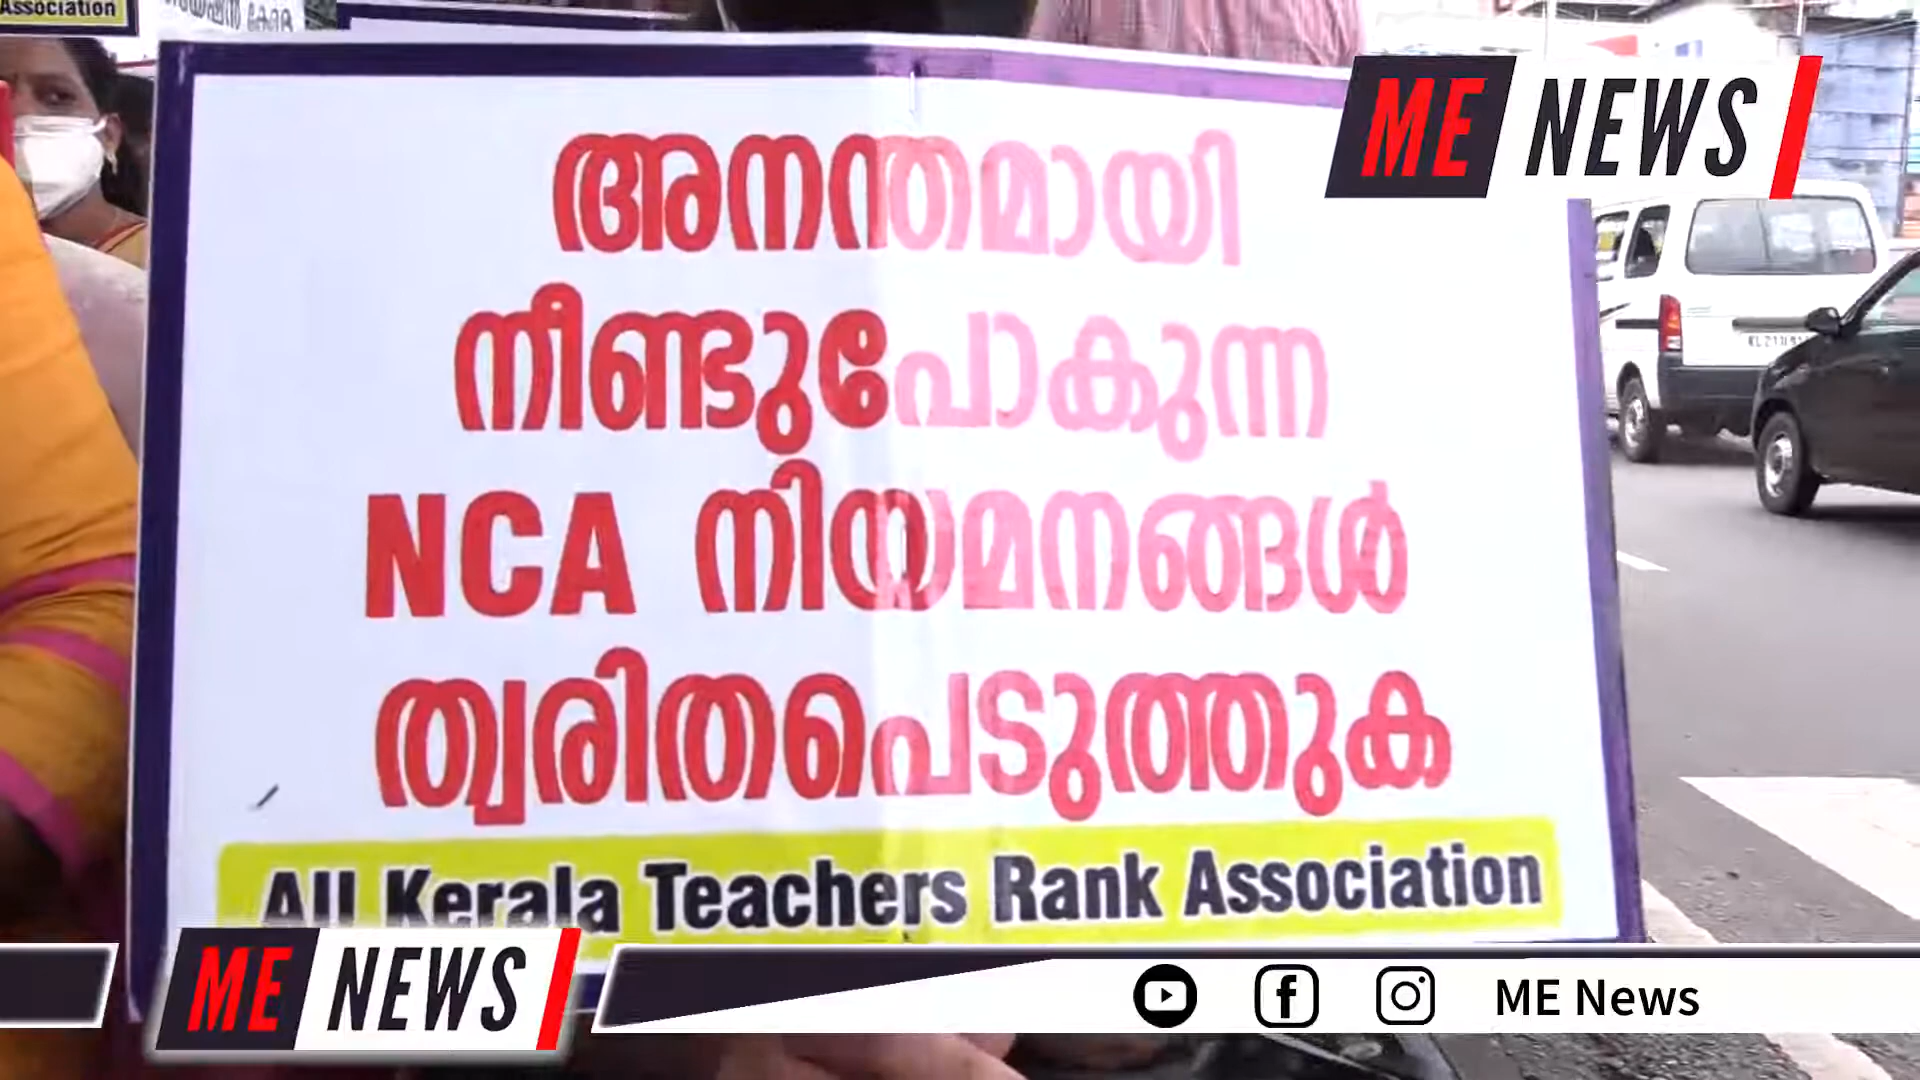 Association
ME NEWS
അനന്തമായി
നീണ്ടുപോകുന്ന
NCA നിയമനങ്ങൾ
ത്വരിതപെടുത്തുക
All Kerala Teachers Rank Association
ME NEWS
ME News